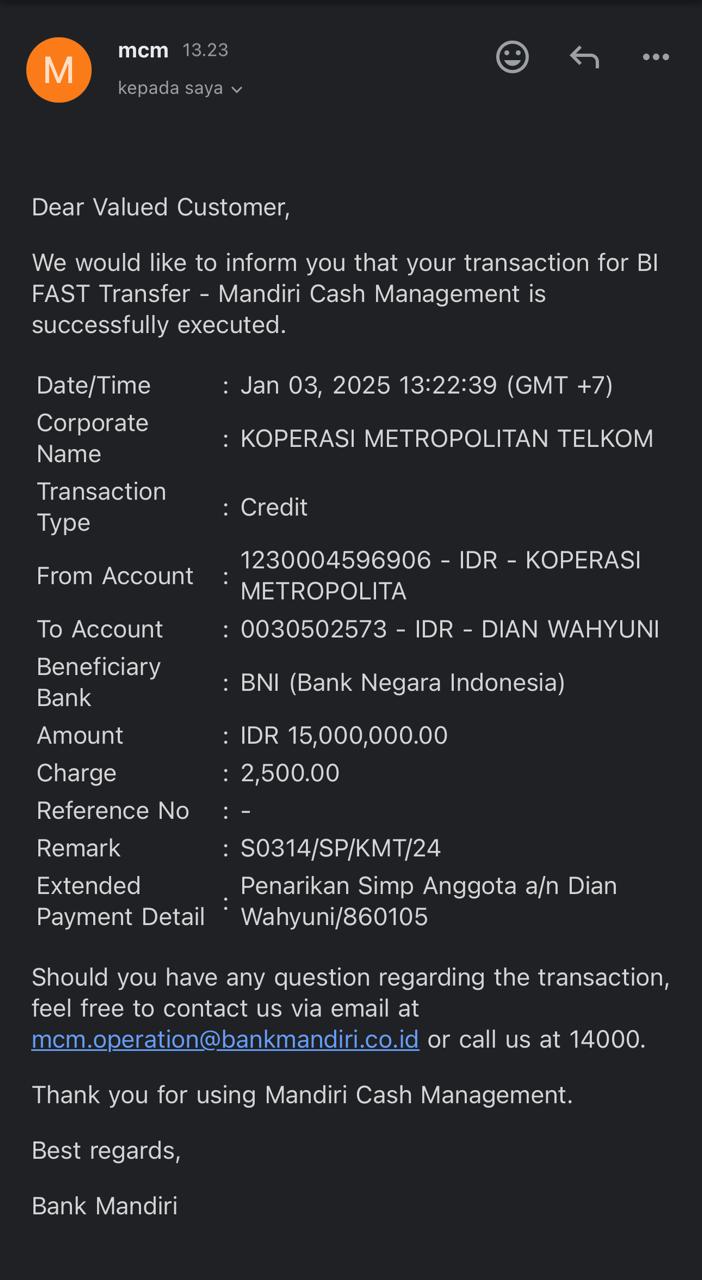 M
mcm 13.23
kepada saya
Dear Valued Customer,
We would like to inform you that your transaction for BI
FAST Transfer - Mandiri Cash Management is
successfully executed.
Date/Time : Jan 03, 2025 13:22:39 (GMT +7)
Corporate
Name : KOPERASI METROPOLITAN TELKOM
Transaction
Type : Credit
From Account : 1230004596906 - IDR - KOPERASI
METROPOLITA
To Account : 0030502573 - IDR - DIAN WAHYUNI
Beneficiary
Bank : BNI (Bank Negara Indonesia)
Amount : IDR 15,000,000.00
Charge : 2,500.00
Reference No : -
Remark : S0314/SP/KMT/24
Extended
Payment Detail : Penarikan Simp Anggota a/n Dian
Wahyuni/860105
Should you have any question regarding the transaction,
feel free to contact us via email at
mcm.operation@bankmandiri.co.id or call us at 14000.
Thank you for using Mandiri Cash Management.
Best regards,
Bank Mandiri